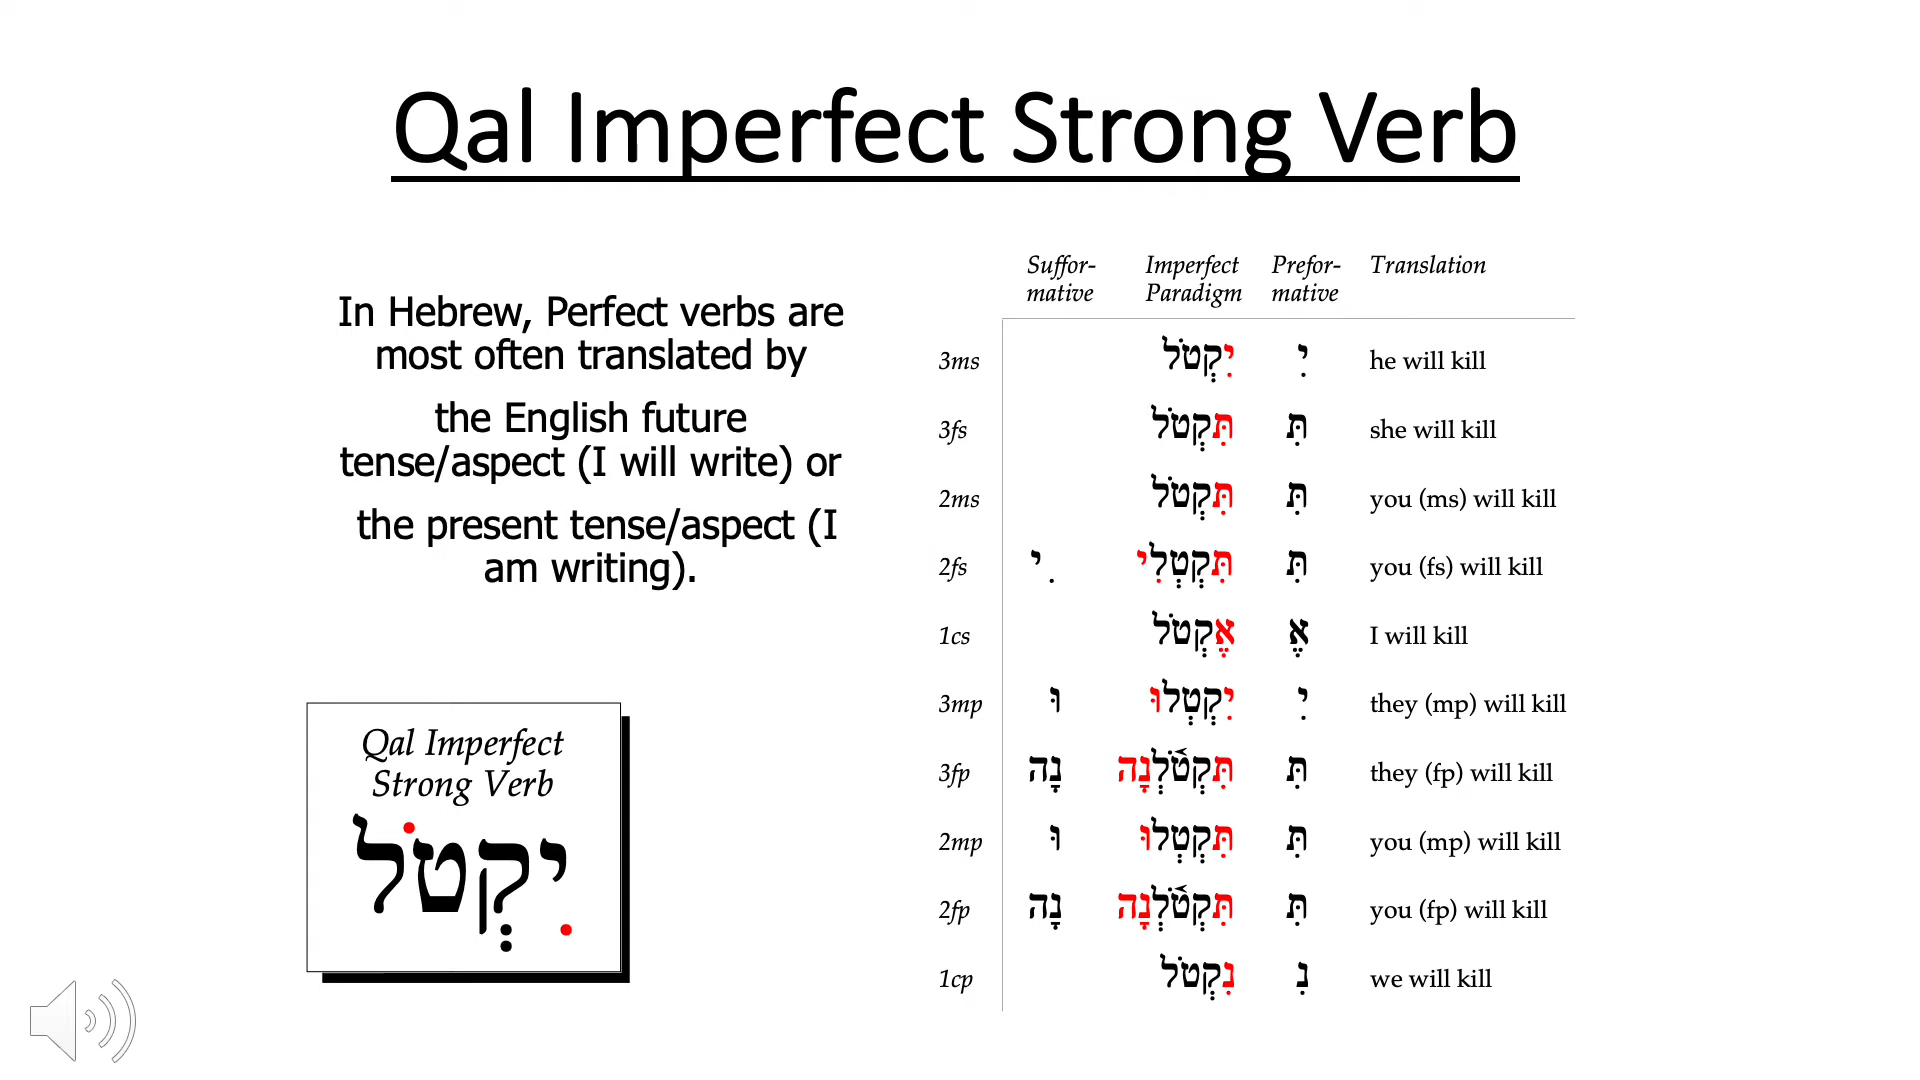 Qal Imperfect Strong Verb
In Hebrew, Perfect verbs are
most often translated by
the English future
tense/aspect (I will write) or
the present tense/aspect (I
am writing).
Qal Imperfect
Strong Verb
יִקְטֹל
Suffor- Imperfect Prefor- Translation
mative Paradigm mative
3ms יִקְטֹל יִ he will kill
3fs תִּקְטֹל תִּ she will kill
2ms תִּקְטֹל תִּ you (ms) will kill
2fs ִי תִּקְטְלִי תִּ you (fs) will kill
1cs אֶקְטֹל אֶ I will kill
3mp וּ יִקְטְלוּ יִ they (mp) will kill
3fp נָה תִּקְטֹ֫לְנָה תִּ they (fp) will kill
2mp וּ תִּקְטְלוּ תִּ you (mp) will kill
2fp נָה תִּקְטֹ֫לְנָה תִּ you (fp) will kill
1cp נִקְטֹל נִ we will kill